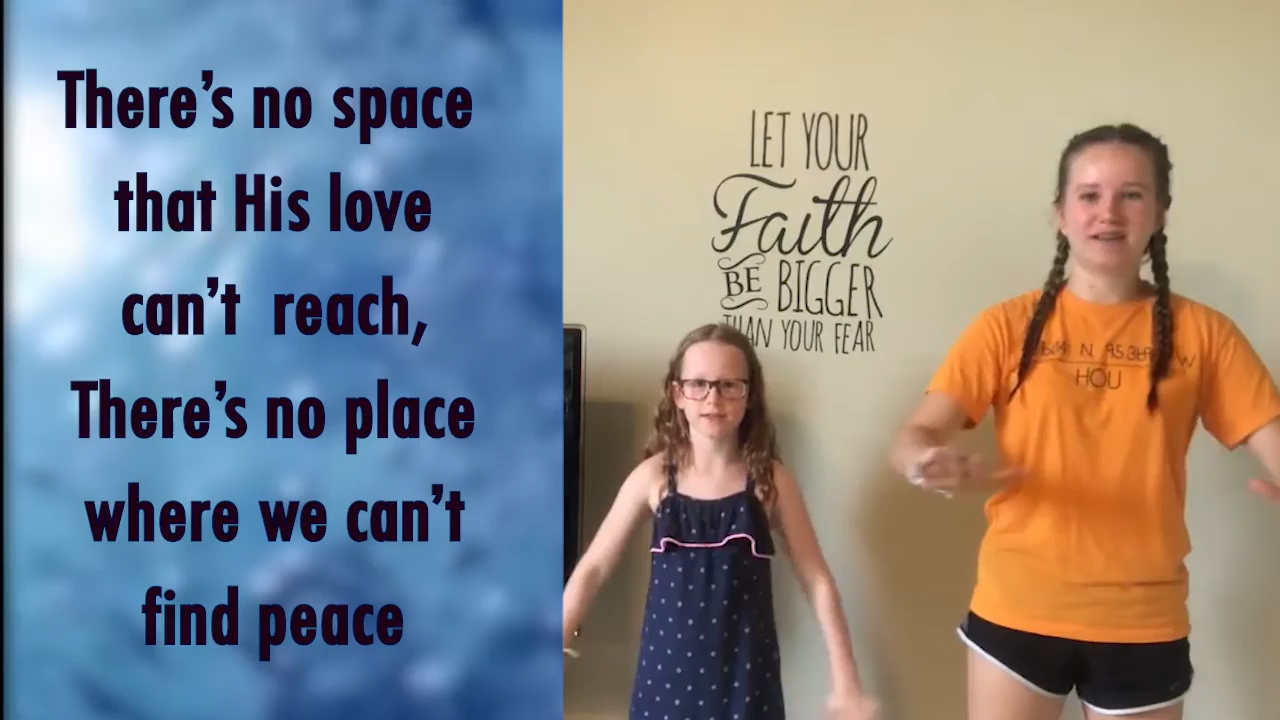 There's no space
that His love
can't reach,
There's no place
where we can't
find peace
LET YOUR
Faith
BE BIGGER
THAN YOUR FEAR
HOU